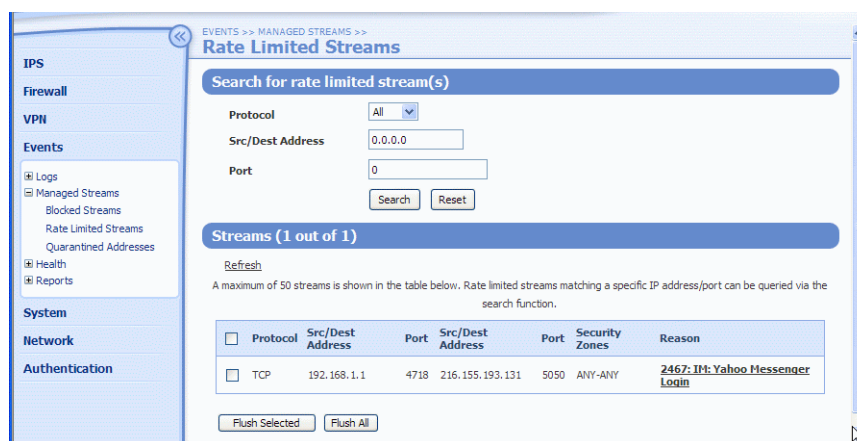 EVENTS >> MANAGED STREAMS >>
Rate Limited Streams
IPS
Firewall
VPN
Events
Logs
Managed Streams
Blocked Streams
Rate Limited Streams
Quarantined Addresses
Health
Reports
System
Network
Authentication
Search for rate limited stream(s)
Protocol All
Src/Dest Address 0.0.0.0
Port 0
Search Reset
Streams (1 out of 1)
Refresh
A maximum of 50 streams is shown in the table below. Rate limited streams matching a specific IP address/port can be queried via the
search function.
Protocol Src/Dest Address Port Src/Dest Address Port Security Zones Reason
TCP 192.168.1.1 4718 216.155.193.131 5050 ANY-ANY 2467: IM: Yahoo Messenger Login
Flush Selected Flush All